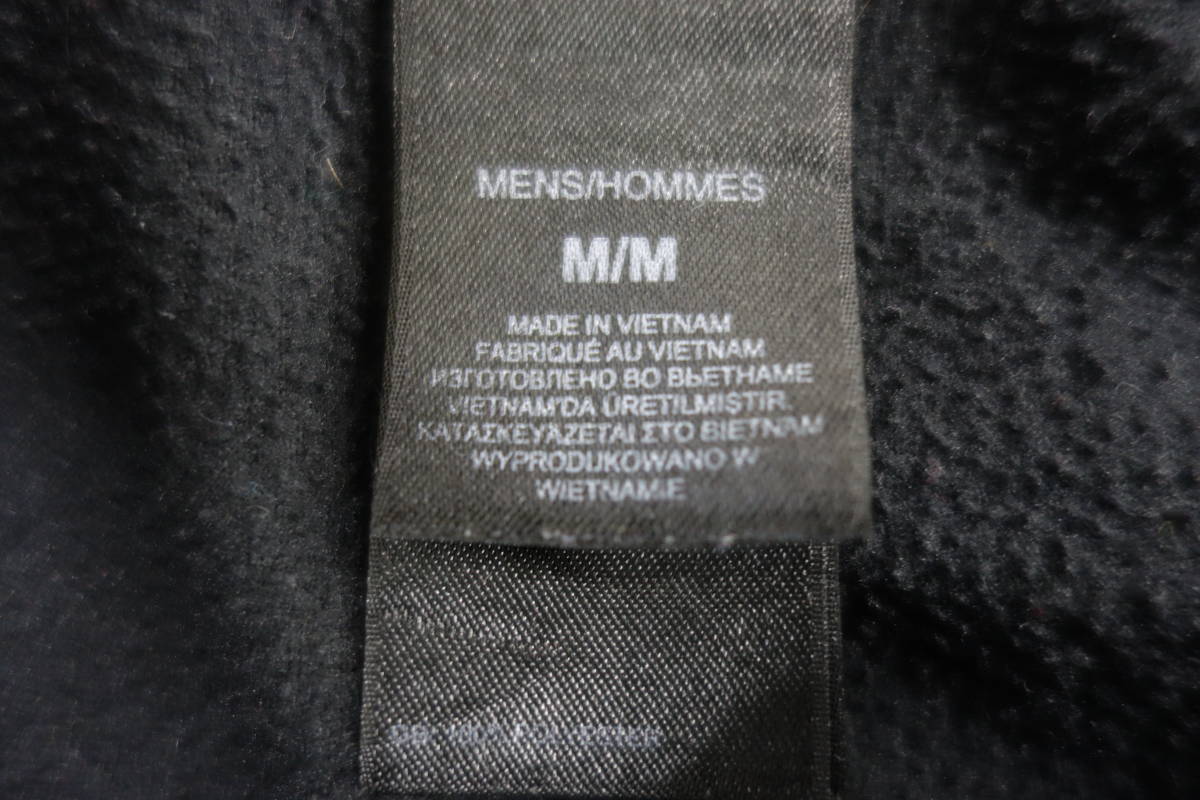 MENS/HOMMES
M/M
MADE IN VIETNAM
FABRIQUÉ AU VIETNAM
ИЗГОТОВЛЕНО ВО ВЬЕТНАМЕ
VIETNAM'DA ÜRETILMIŞTIR.
ΚΑΤΑΣΚΕΥΑΖΕΤΑΙ ΣΤΟ ΒΙΕΤΝΑΜ
WYPRODUKOWANO W
WIETNAMIE